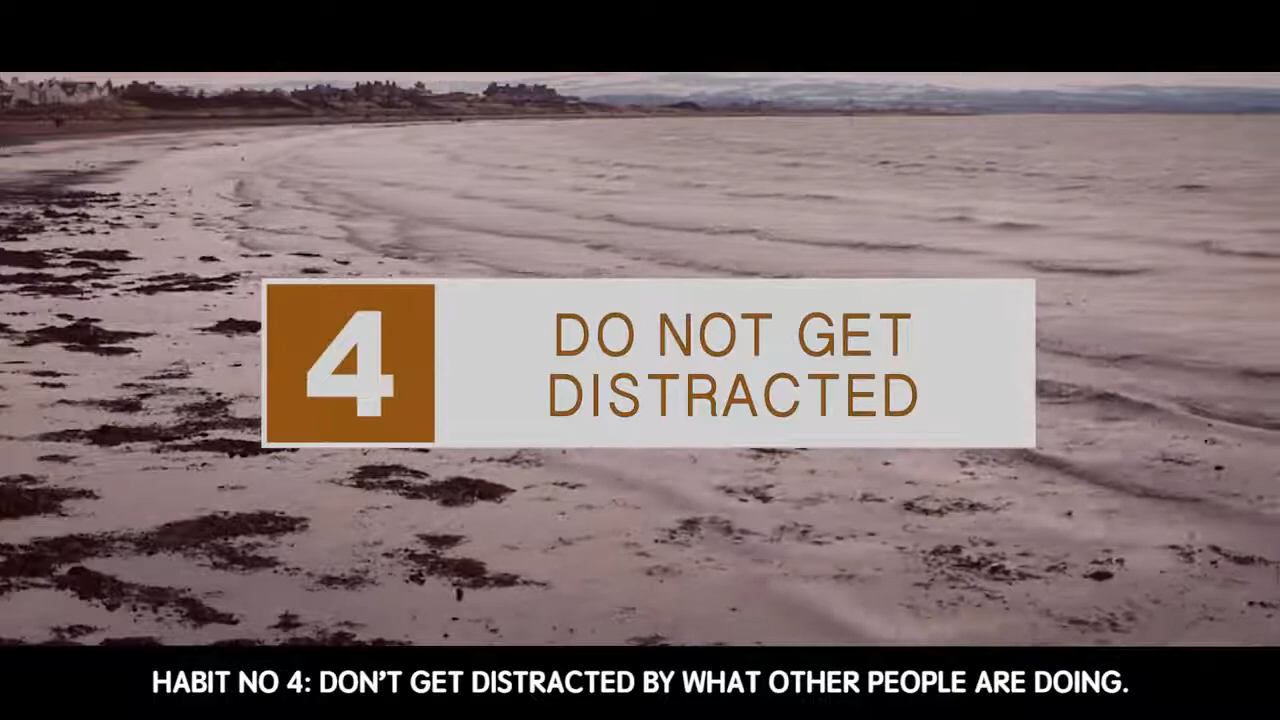 4
DO NOT GET
DISTRACTED
HABIT NO 4: DON'T GET DISTRACTED BY WHAT OTHER PEOPLE ARE DOING.